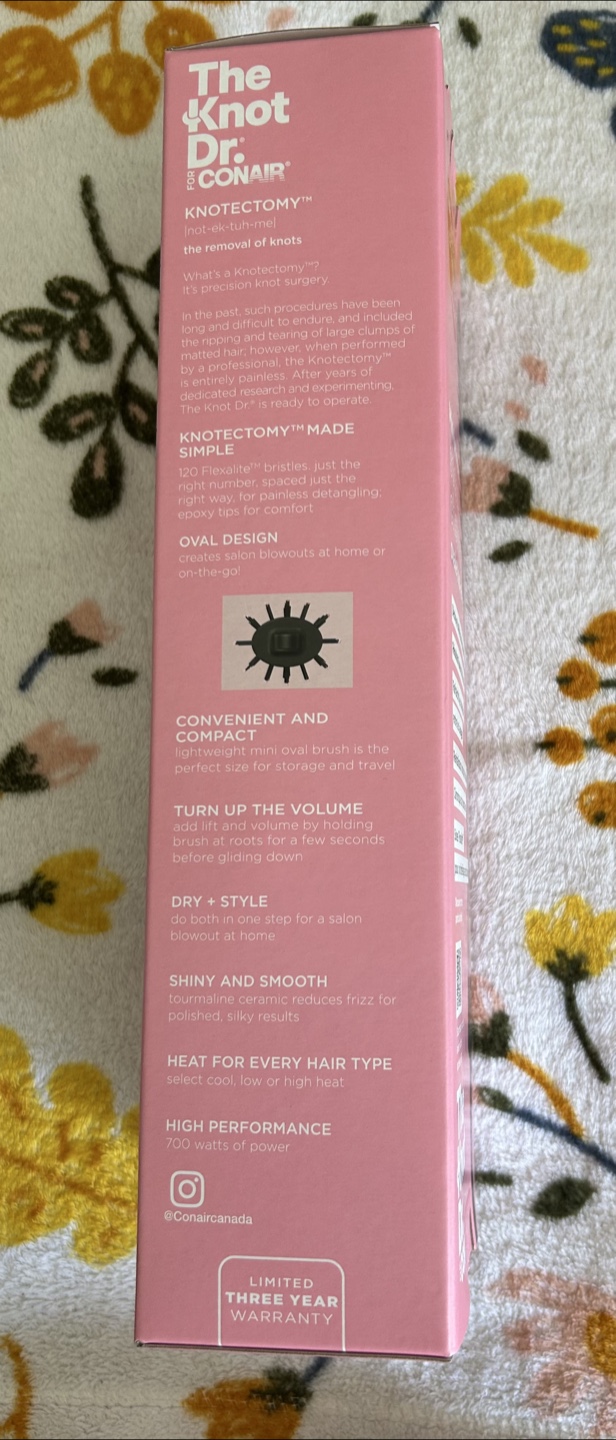 The
Knot
Dr.®
FOR CONAIR®
KNOTECTOMY™
|not-ek-tuh-me|
the removal of knots
What's a Knotectomy™?
It's precision knot surgery.
In the past, such procedures have been
long and difficult to endure, and included
the ripping and tearing of large clumps of
matted hair; however, when performed
by a professional, the Knotectomy™
is entirely painless. After years of
dedicated research and experimenting,
The Knot Dr.® is ready to operate.
KNOTECTOMY™ MADE
SIMPLE
120 Flexalite™ bristles, just the
right number, spaced just the
right way, for painless detangling;
epoxy tips for comfort
OVAL DESIGN
creates salon blowouts at home or
on-the-go!
CONVENIENT AND
COMPACT
lightweight mini oval brush is the
perfect size for storage and travel
TURN UP THE VOLUME
add lift and volume by holding
brush at roots for a few seconds
before gliding down
DRY + STYLE
do both in one step for a salon
blowout at home
SHINY AND SMOOTH
tourmaline ceramic reduces frizz for
polished, silky results
HEAT FOR EVERY HAIR TYPE
select cool, low or high heat
HIGH PERFORMANCE
700 watts of power
@Conaircanada
LIMITED
THREE YEAR
WARRANTY